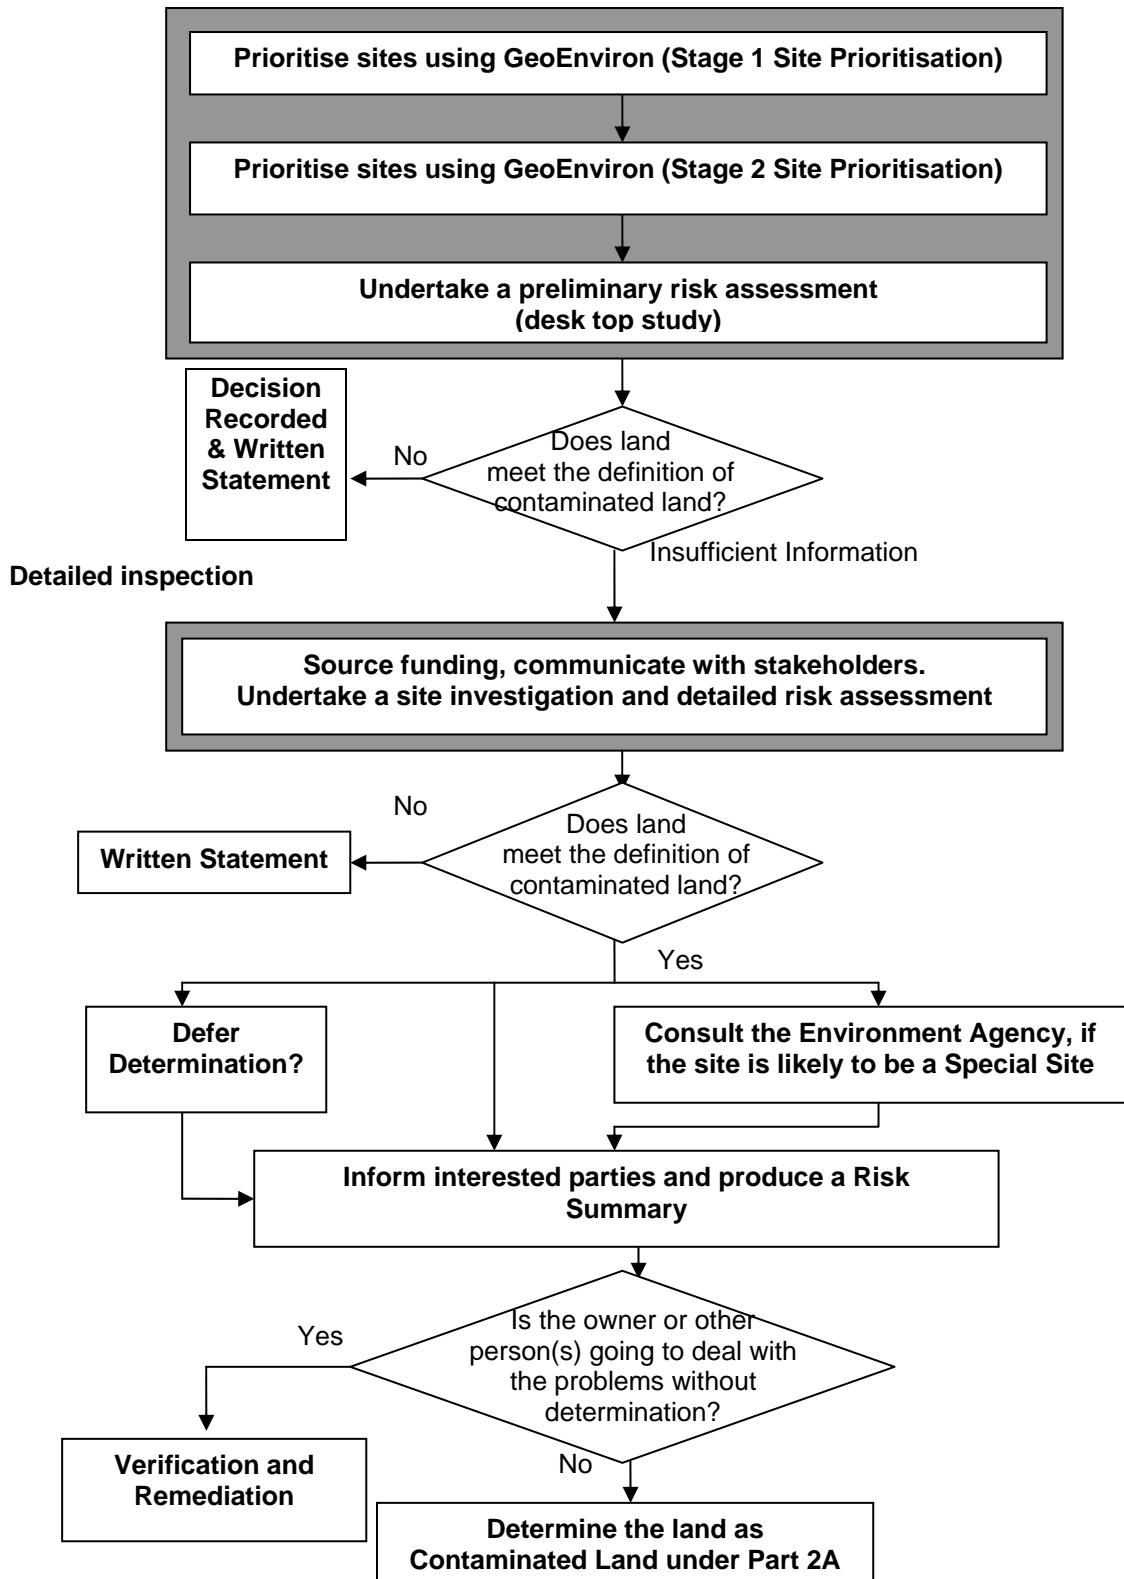 Prioritise sites using GeoEnviron (Stage 1 Site Prioritisation)
Prioritise sites using GeoEnviron (Stage 2 Site Prioritisation)
Undertake a preliminary risk assessment
(desk top study)
Decision
Recorded
& Written
Statement
No
Does land
meet the definition of
contaminated land?
Insufficient Information
Detailed inspection
Source funding, communicate with stakeholders.
Undertake a site investigation and detailed risk assessment
No
Does land
meet the definition of
contaminated land?
Written Statement
Yes
Defer
Determination?
Consult the Environment Agency, if
the site is likely to be a Special Site
Inform interested parties and produce a Risk
Summary
Is the owner or other
person(s) going to deal with
the problems without
determination?
Yes
Verification and
Remediation
No
Determine the land as
Contaminated Land under Part 2A